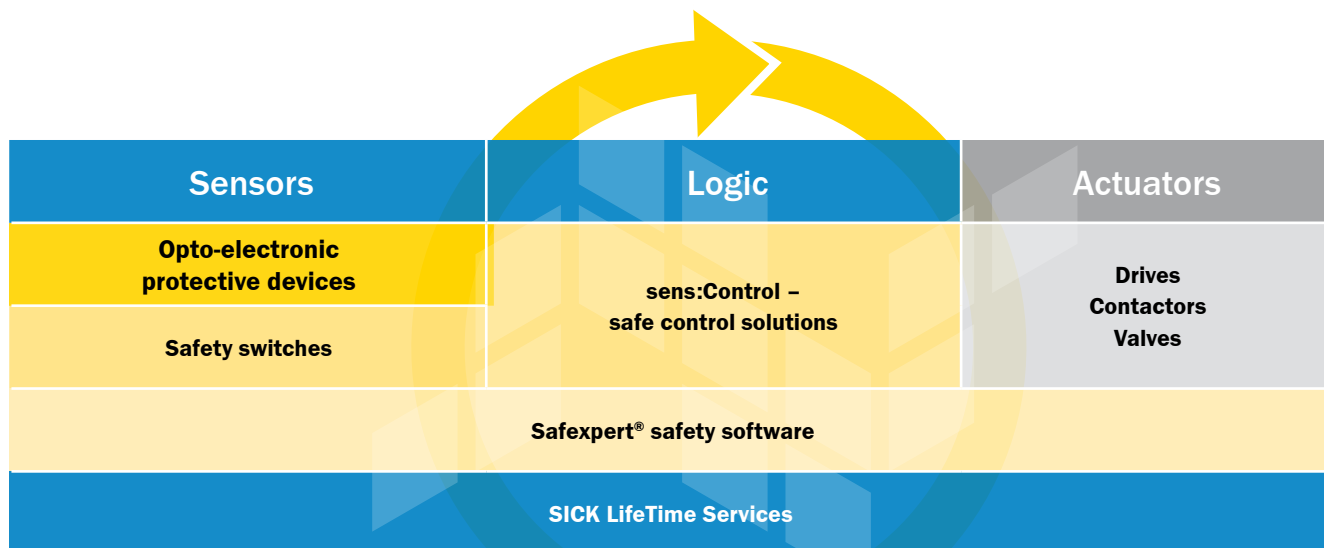 Sensors
Logic
Actuators
Opto-electronic
protective devices
Safety switches
sens:Control –
safe control solutions
Drives
Contactors
Valves
Safexpert® safety software
SICK LifeTime Services